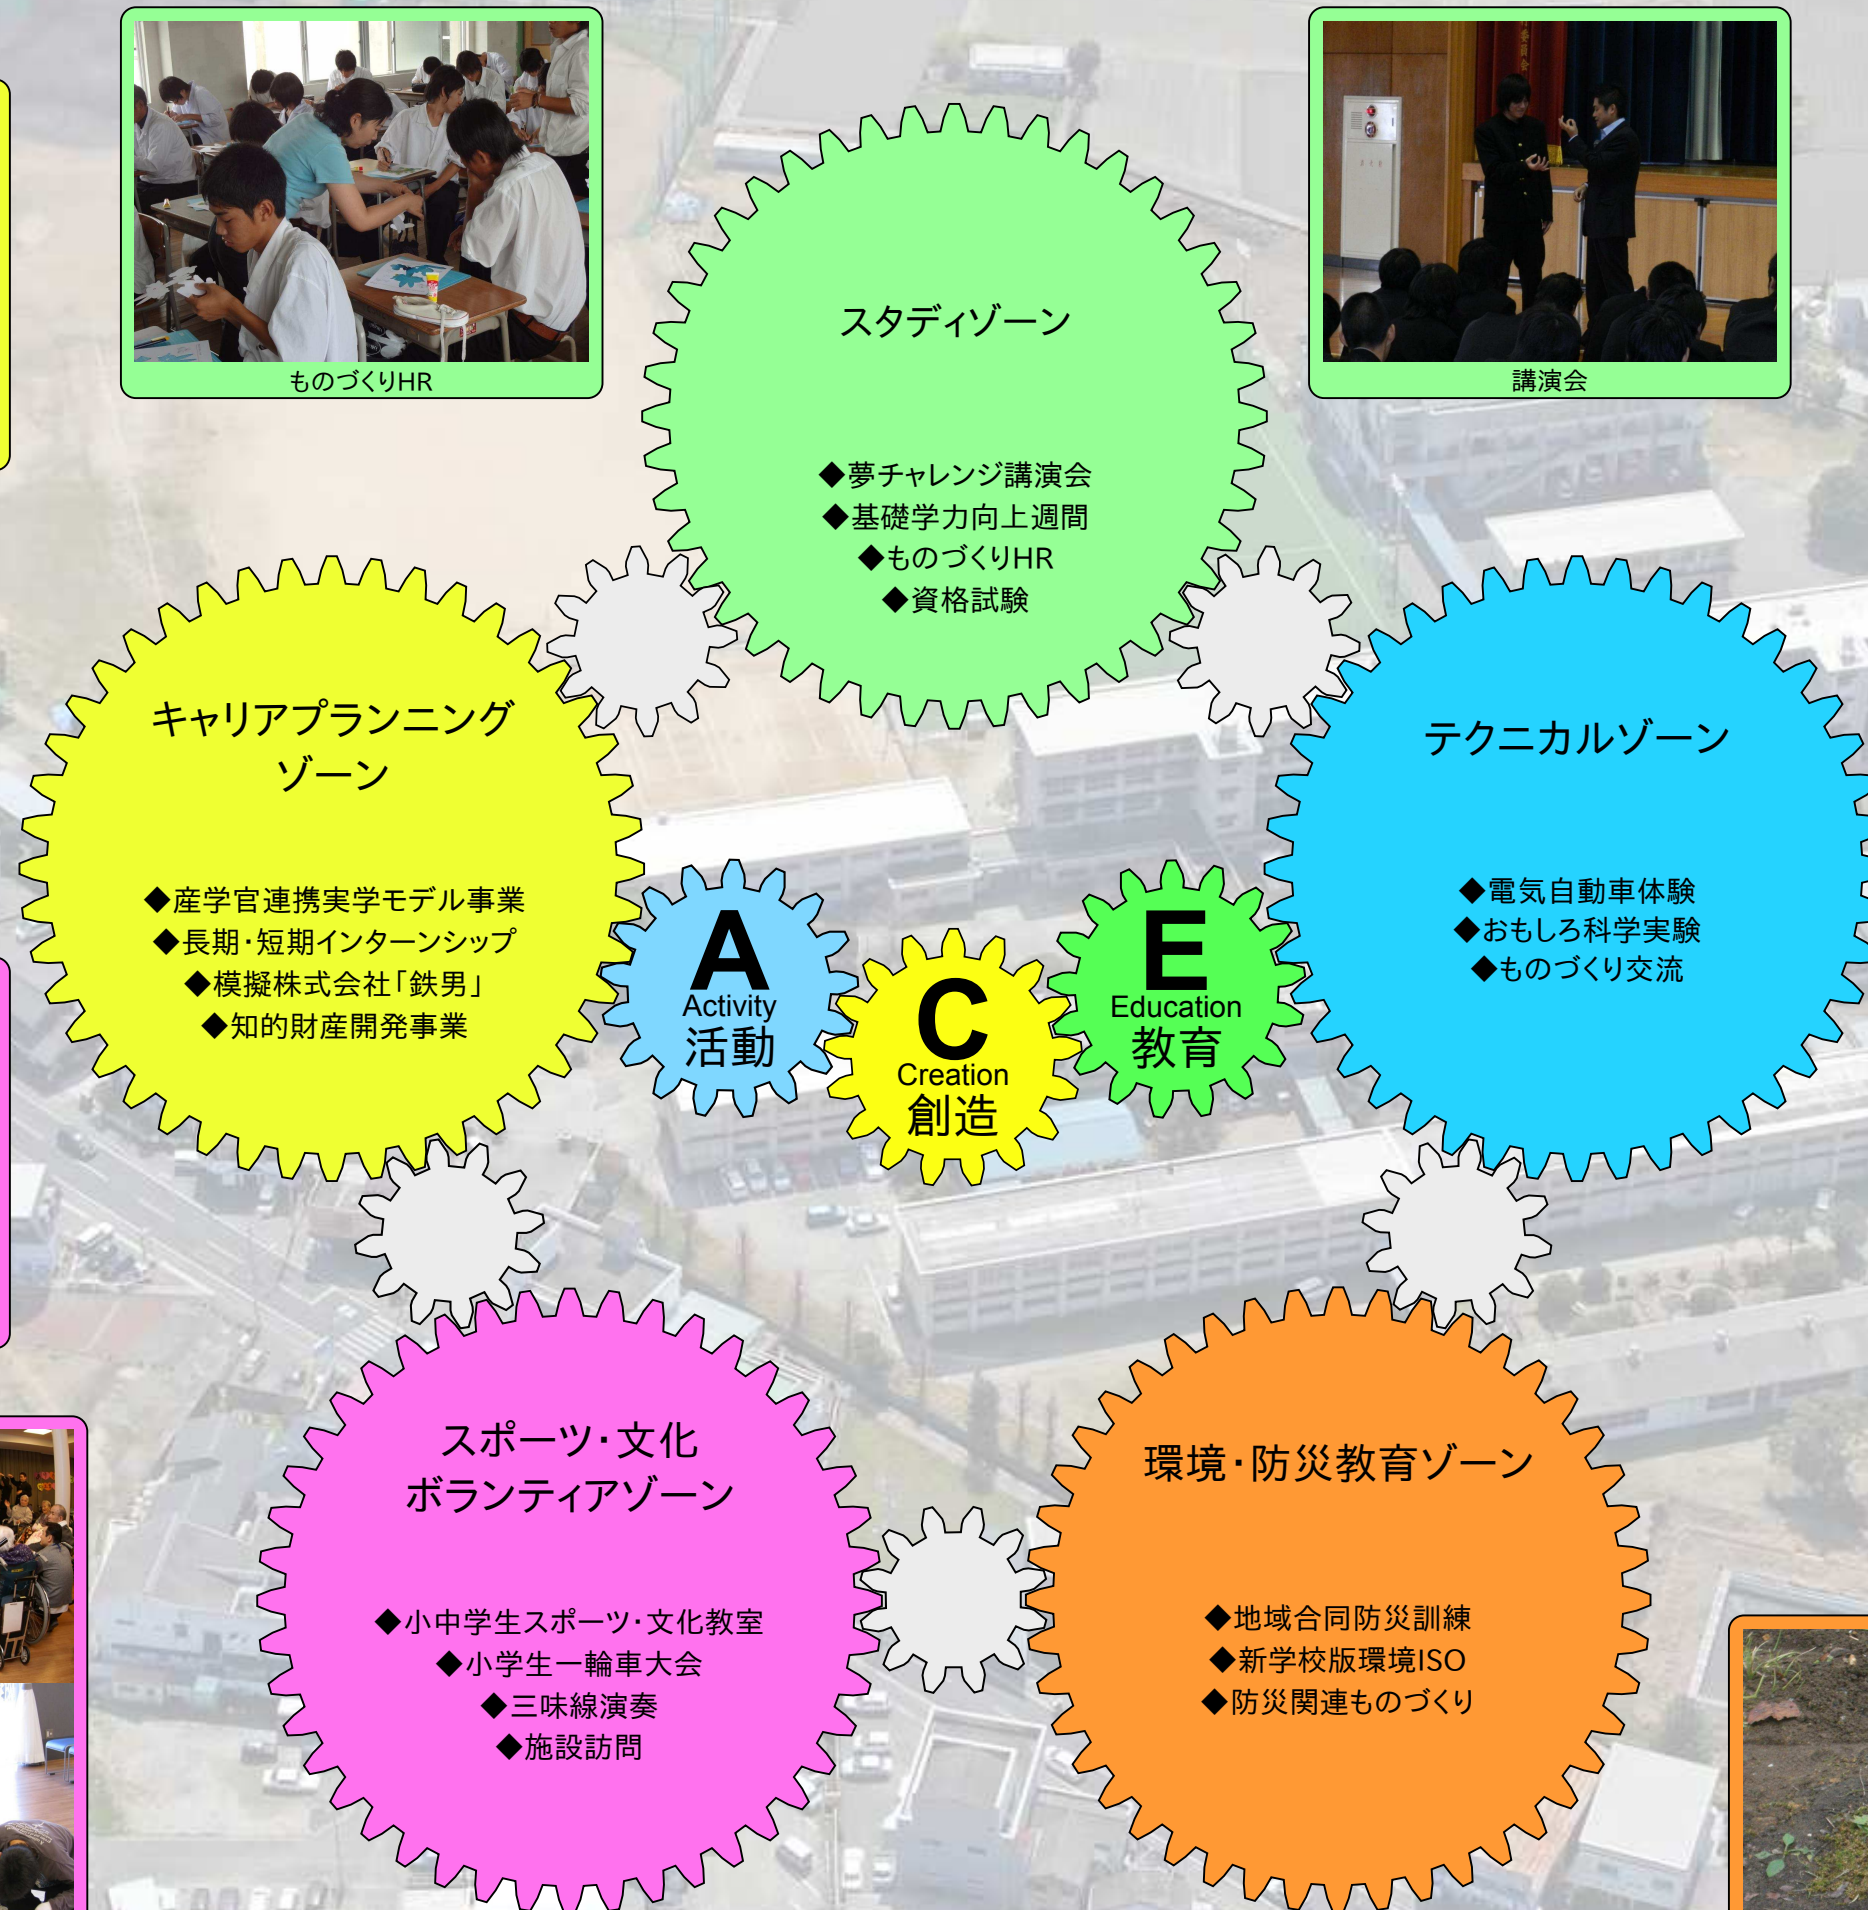 ものづくりHR
講演会
スタディゾーン
◆夢チャレンジ講演会
◆基礎学力向上週間
◆ものづくりHR
◆資格試験
キャリアプランニング
ゾーン
◆産学官連携実学モデル事業
◆長期・短期インターンシップ
◆模擬株式会社「鉄男」
◆知的財産開発事業
テクニカルゾーン
◆電気自動車体験
◆おもしろ科学実験
◆ものづくり交流
A
Activity
活動
C
Creation
創造
E
Education
教育
スポーツ・文化
ボランティアゾーン
◆小中学生スポーツ・文化教室
◆小学生一輪車大会
◆三味線演奏
◆施設訪問
環境・防災教育ゾーン
◆地域合同防災訓練
◆新学校版環境ISO
◆防災関連ものづくり